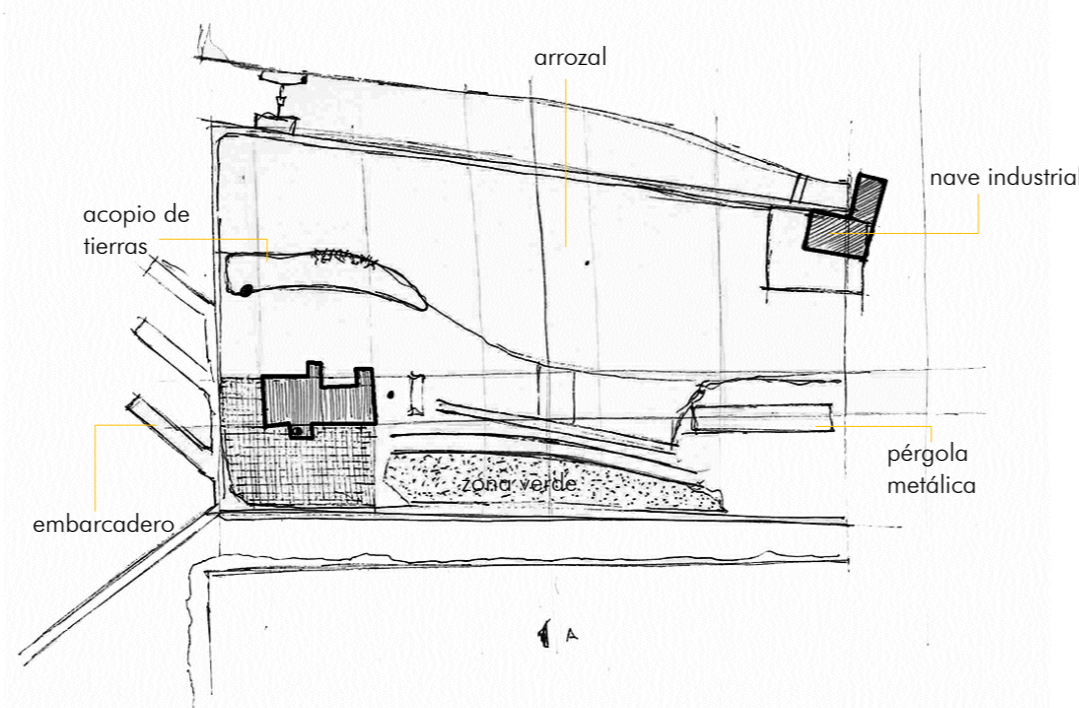 arrozal
nave industrial
acopio de
tierras
pérgola
metálica
zona verde
embarcadero
A